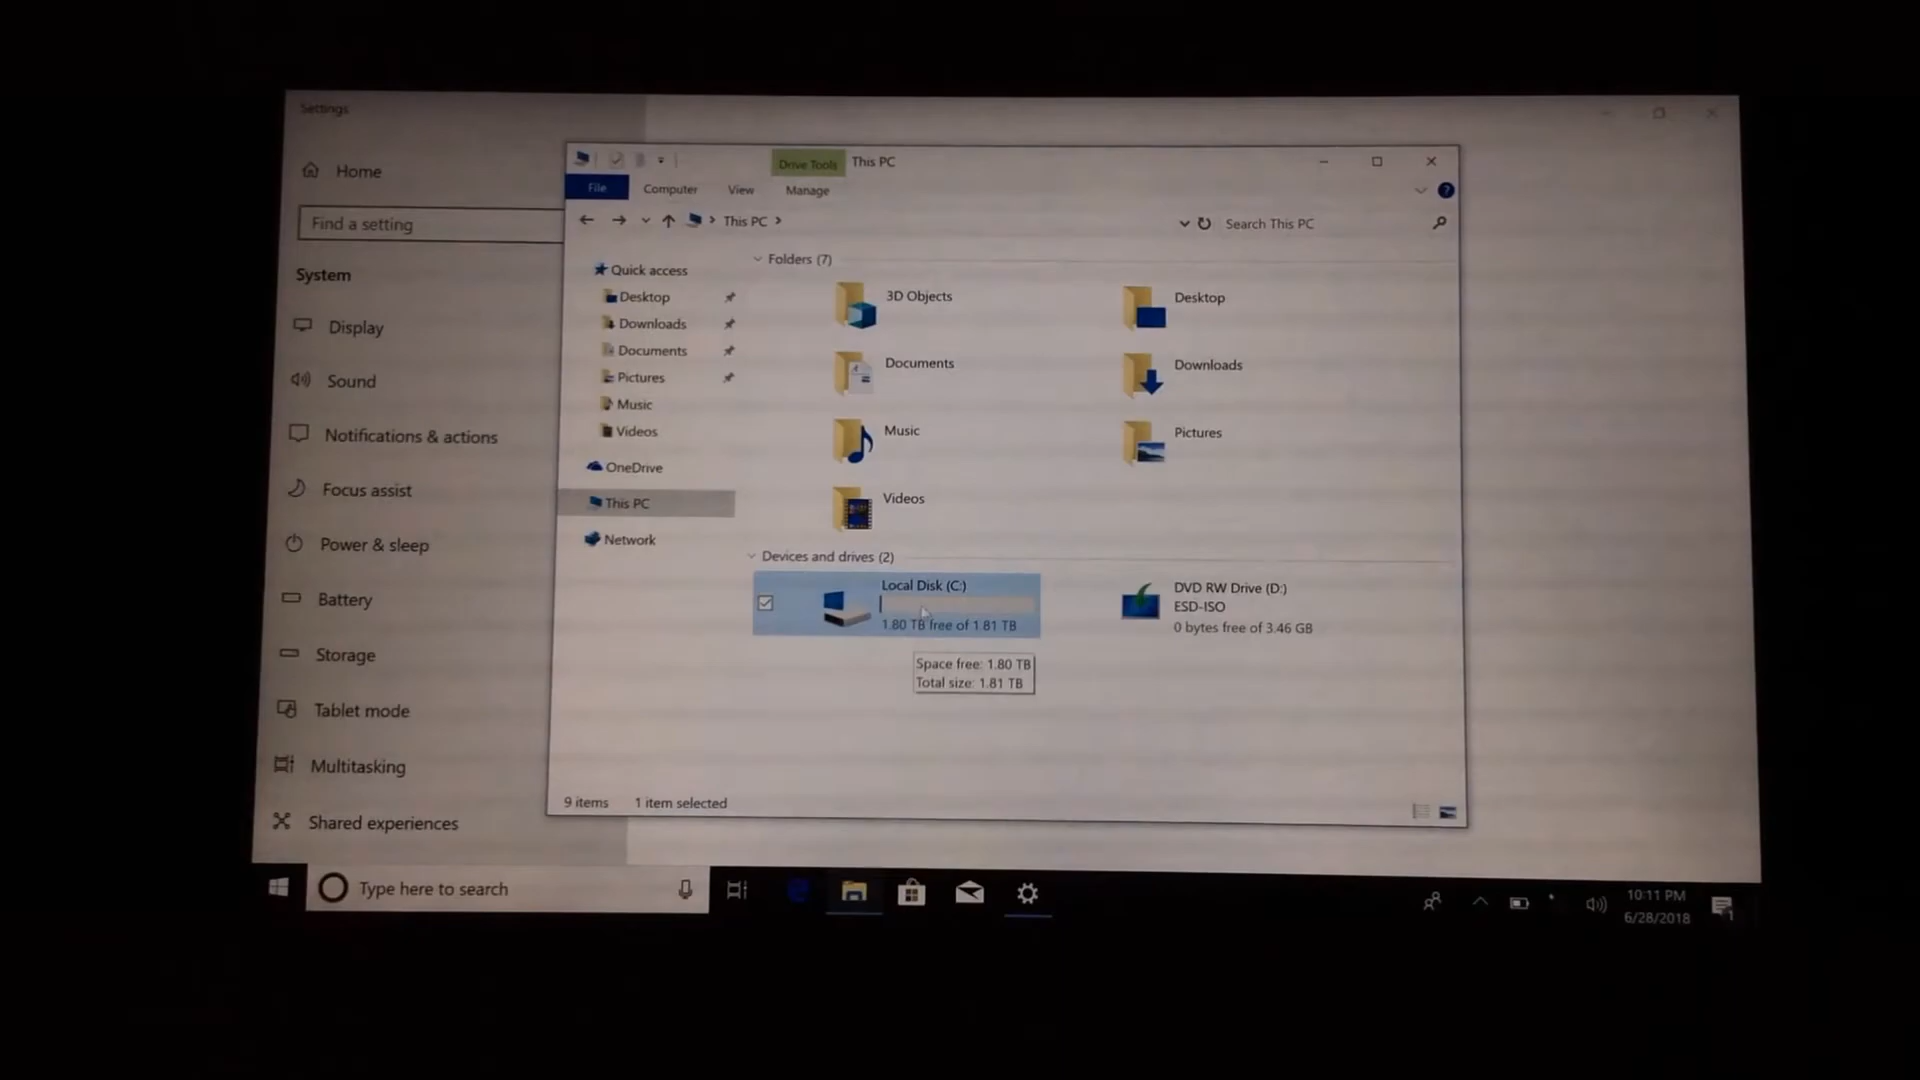 Settings
Home
Find a setting
System
Display
Sound
Notifications & actions
Focus assist
Power & sleep
Battery
Storage
Tablet mode
Multitasking
Shared experiences
Drive Tools
This PC
File
Computer
View
Manage
This PC
Search This PC
Quick access
Desktop
Downloads
Documents
Pictures
Music
Videos
OneDrive
This PC
Network
Folders (7)
3D Objects
Desktop
Documents
Downloads
Music
Pictures
Videos
Devices and drives (2)
Local Disk (C:)
1.80 TB free of 1.81 TB
DVD RW Drive (D:)
ESD-ISO
0 bytes free of 3.46 GB
Space free: 1.80 TB
Total size: 1.81 TB
9 items
1 item selected
Type here to search
10:11 PM
6/28/2018
1